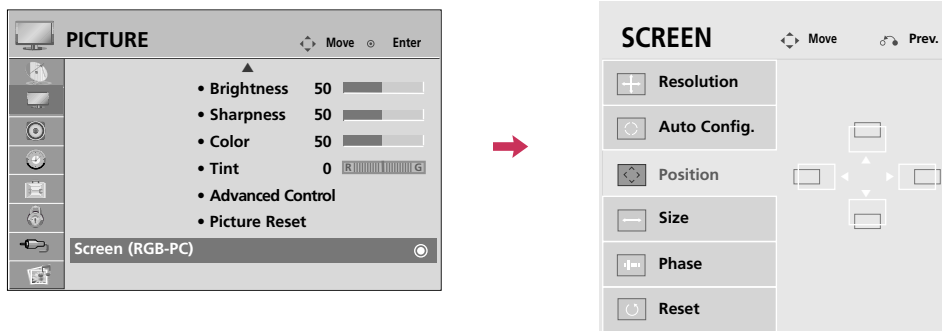 PICTURE Move Enter
• Brightness 50
• Sharpness 50
• Color 50
• Tint 0 R G
• Advanced Control
• Picture Reset
Screen (RGB-PC)
SCREEN Move Prev.
Resolution
Auto Config.
Position
Size
Phase
Reset